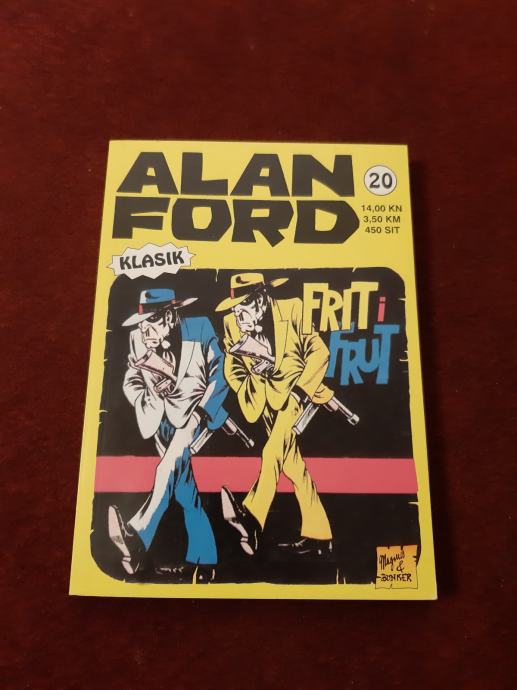 ALAN
FORD
20
14,00 KN
3,50 KM
450 SIT
KLASIK
FRIT i
FRUT
Magnus
&
BUNKER